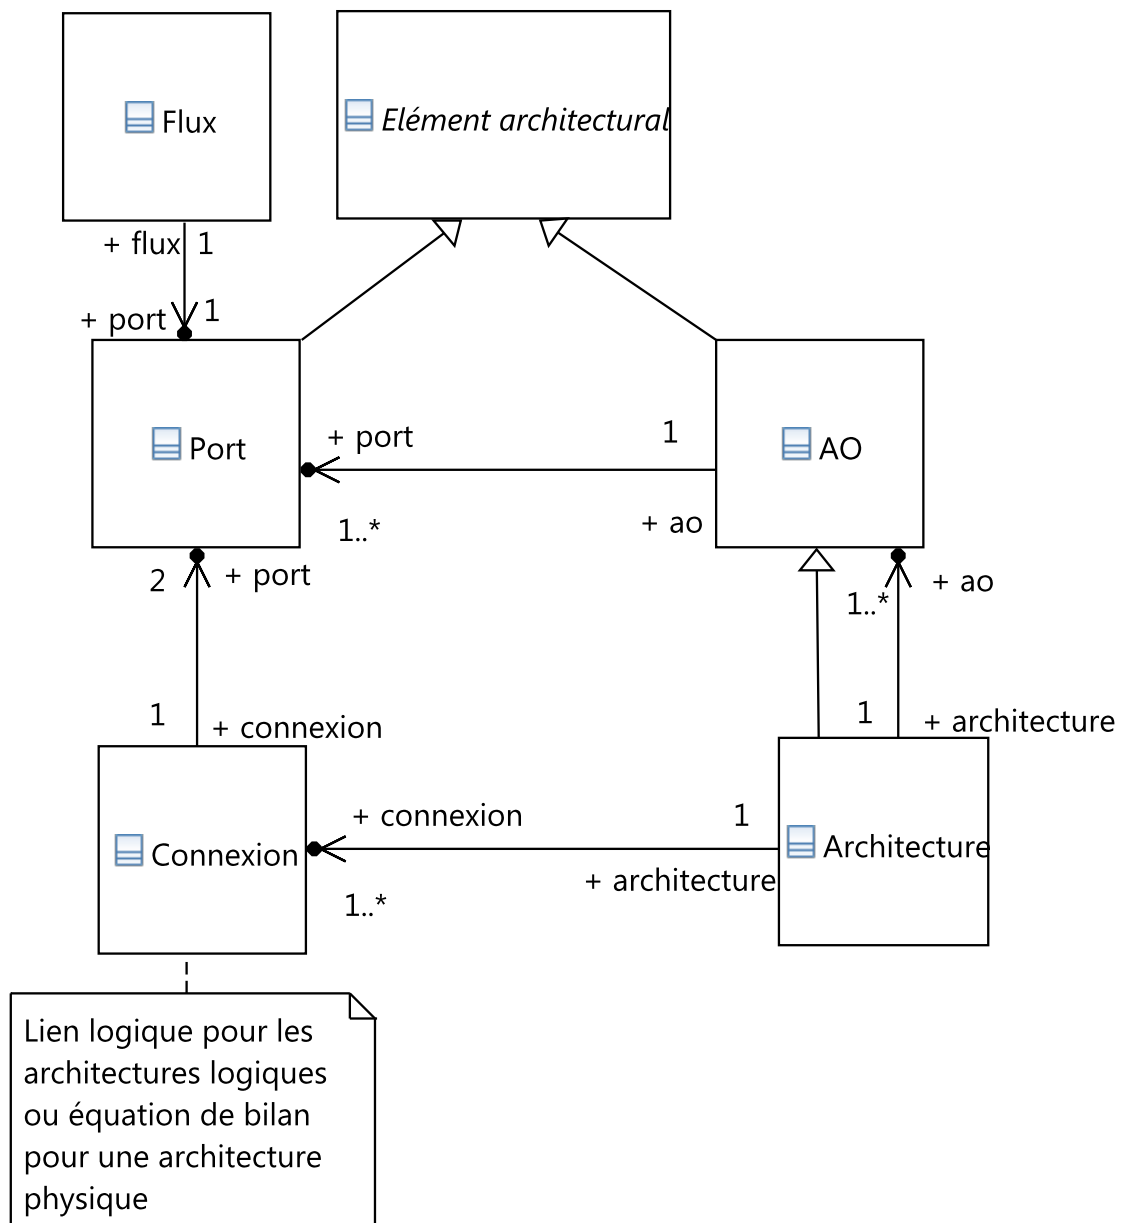 Flux
Elément architectural
+ flux
1
+ port
1
Port
+ port
1
AO
1..*
+ ao
2
+ port
1..*
+ ao
1
+ connexion
1
+ architecture
+ connexion
1
Connexion
Architecture
1..*
+ architecture
Lien logique pour les
architectures logiques
ou équation de bilan
pour une architecture
physique